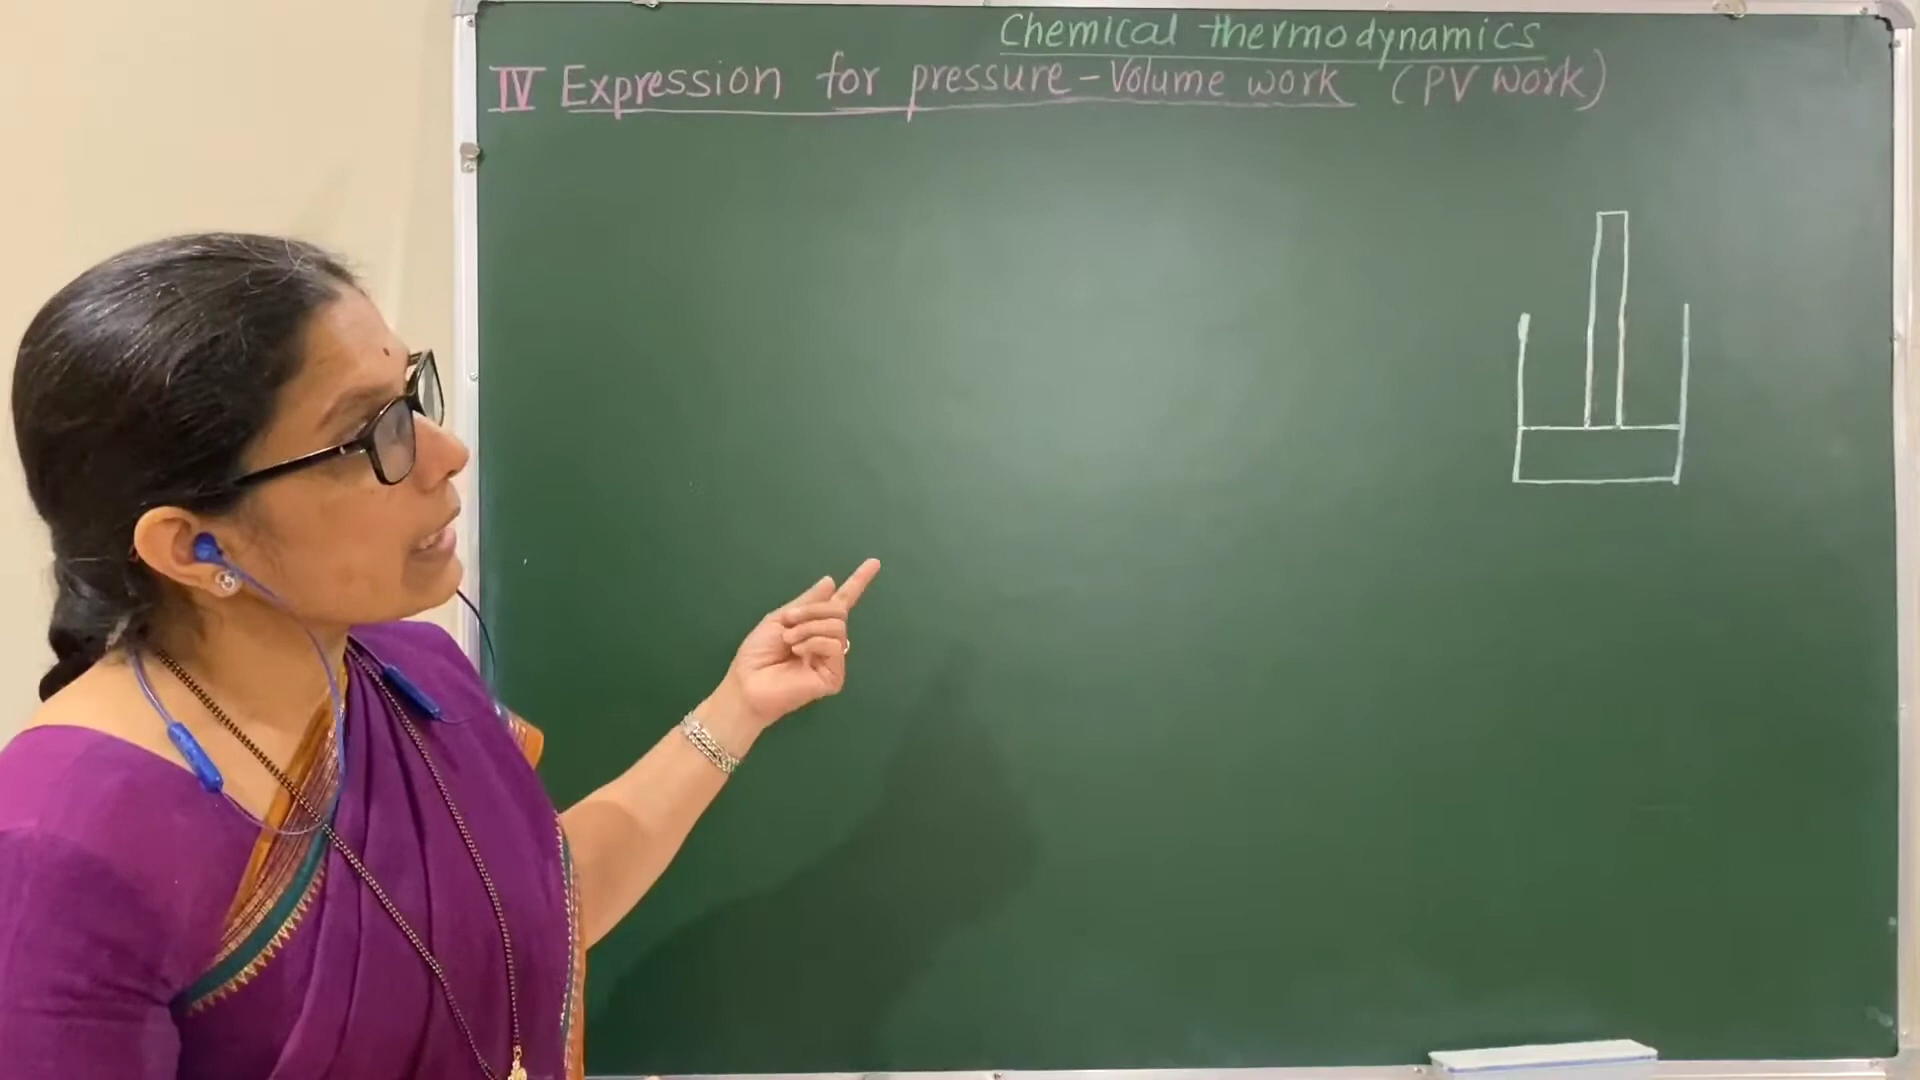 Chemical thermodynamics
IV Expression for pressure - Volume work (PV work)